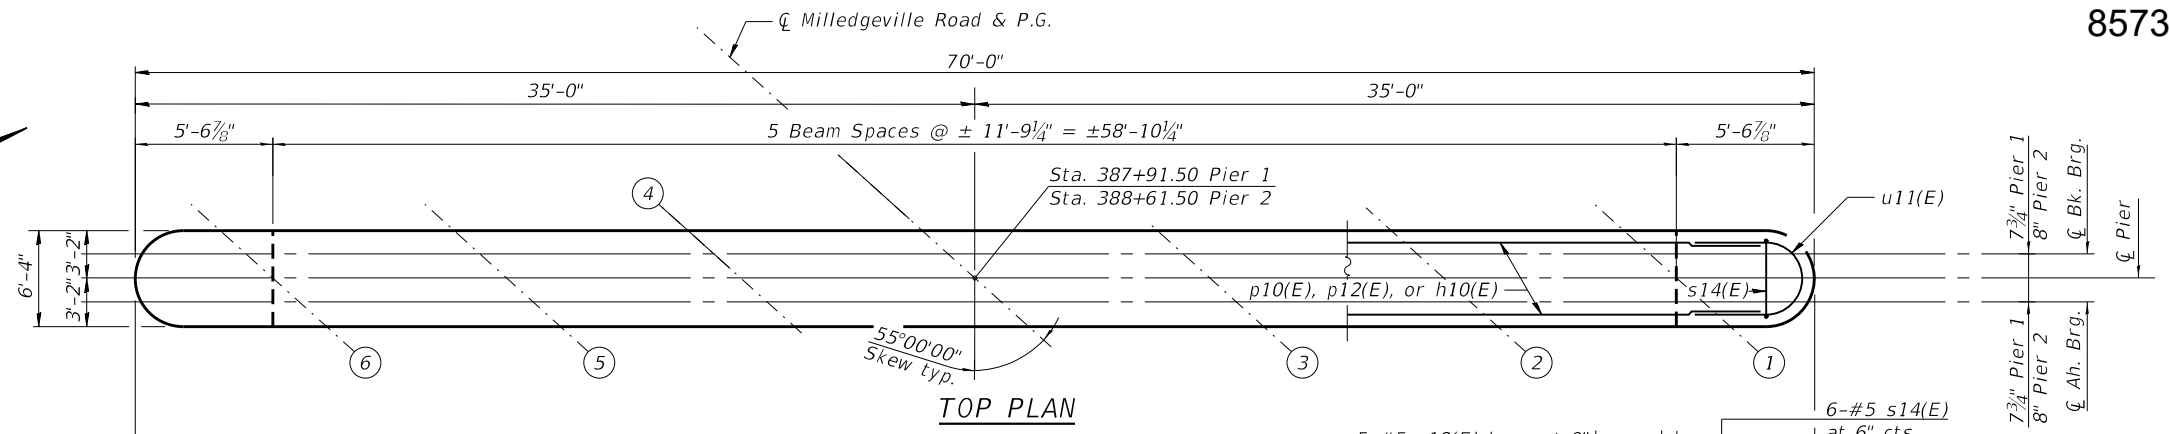 8573
℄ Milledgeville Road & P.G.
70'-0"
35'-0"
35'-0"
5'-6⅞"
5 Beam Spaces @ ± 11'-9¼" = ±58'-10¼"
5'-6⅞"
Sta. 387+91.50 Pier 1
Sta. 388+61.50 Pier 2
u11(E)
7¾" Pier 1
8" Pier 2
℄ Bk. Brg.
℄ Pier
6'-4"
3'-2"
3'-2"
p10(E), p12(E), or h10(E)
s14(E)
55°00'00"
Skew typ.
4
6
5
3
2
1
7¾" Pier 1
8" Pier 2
℄ Ah. Brg.
TOP PLAN
6-#5 s14(E)
at 6" cts.